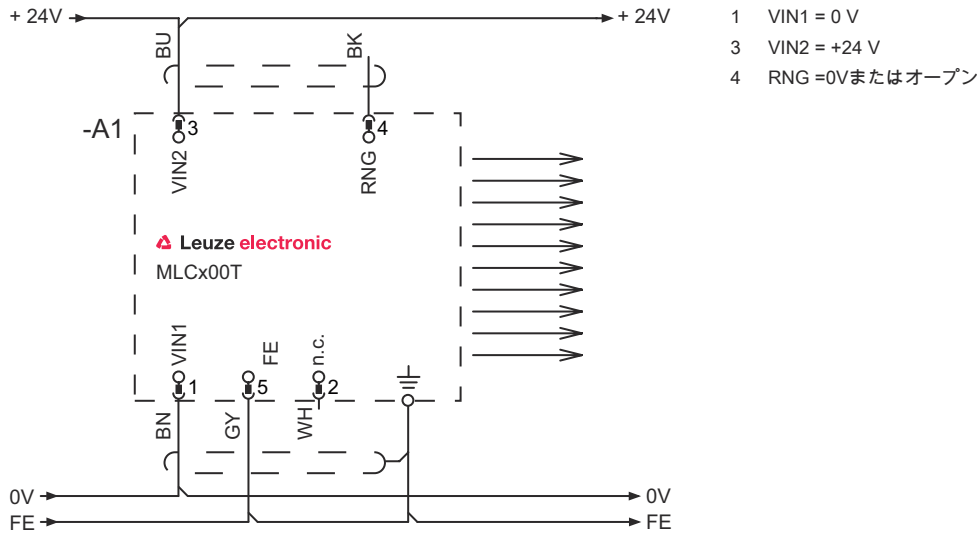 + 24V
+ 24V
1 VIN1 = 0 V
3 VIN2 = +24 V
4 RNG =0Vまたはオープン
BU
BK
-A1
3
4
VIN2
RNG
Leuze electronic
MLCx00T
VIN1
FE
n.c.
1
5
2
BN
GY
WH
0V
0V
FE
FE